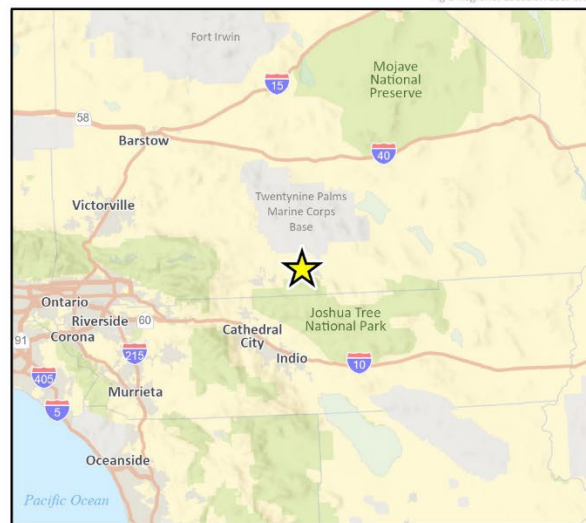 Fort Irwin
Mojave
National
Preserve
15
58
Barstow
40
Victorville
Twentynine Palms
Marine Corps
Base
Ontario
Riverside
60
Joshua Tree
National Park
91
Corona
Cathedral
City
Indio
215
10
405
Murrieta
5
Oceanside
Pacific Ocean